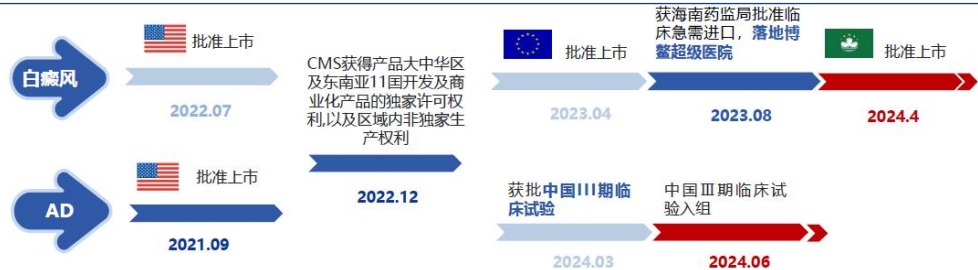 白癜风
批准上市
2022.07
CMS获得产品大中华区
及东南亚11国开发及商
业化产品的独家许可权
利,以及区域内非独家生
产权利
2022.12
批准上市
2023.04
获海南药监局批准临
床急需进口，落地博
鳌超级医院
2023.08
批准上市
2024.4
AD
批准上市
2021.09
获批中国III期临
床试验
2024.03
中国Ⅲ期临床试
验入组
2024.06